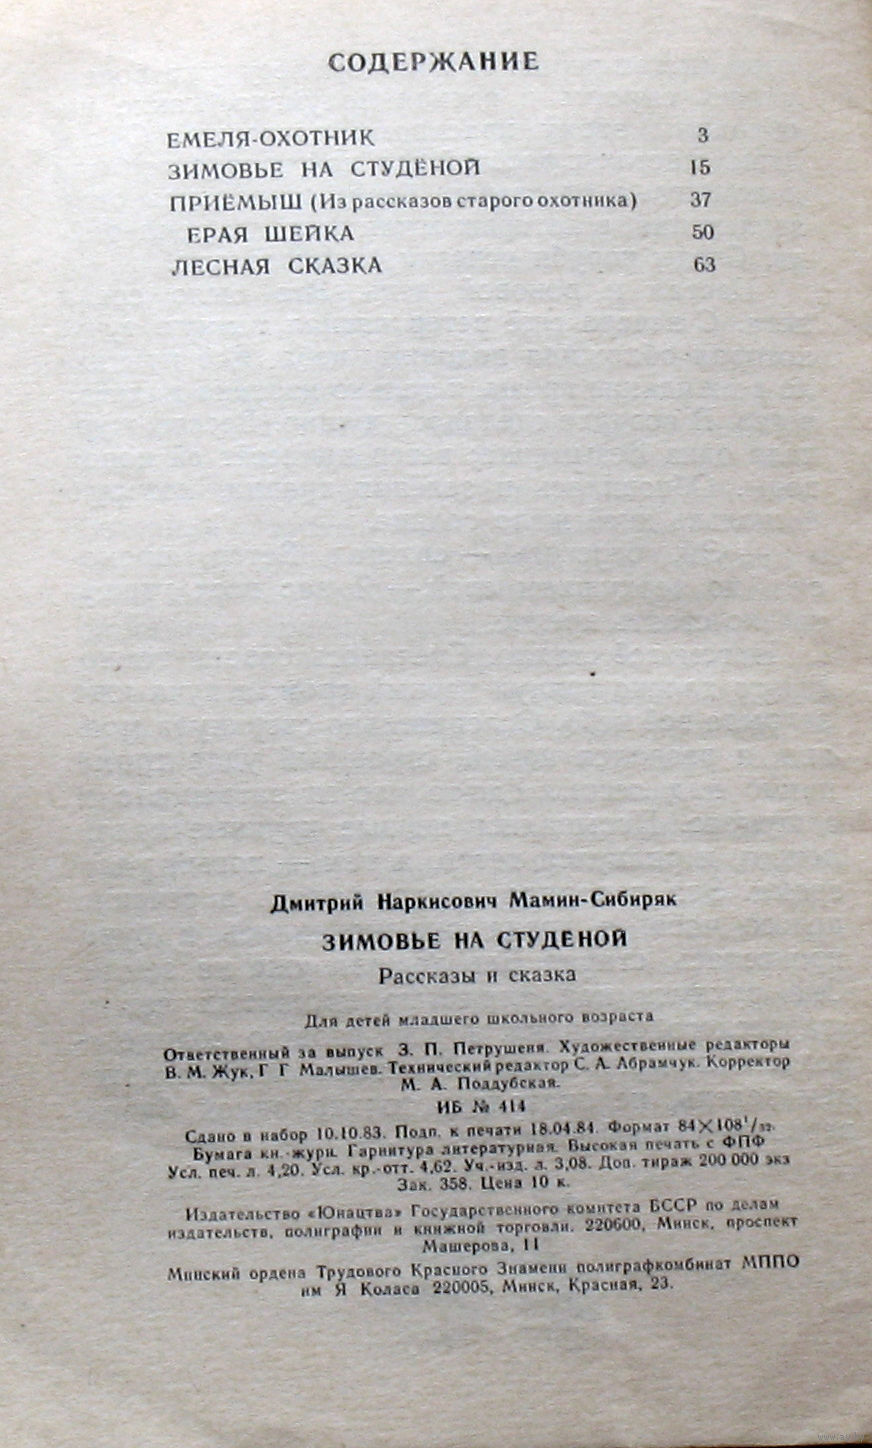 СОДЕРЖАНИЕ
ЕМЕЛЯ-ОХОТНИК 3
ЗИМОВЬЕ НА СТУДЁНОЙ 15
ПРИЁМЫШ (Из рассказов старого охотника) 37
ЕРАЯ ШЕЙКА 50
ЛЕСНАЯ СКАЗКА 63
Дмитрий Наркисович Мамин-Сибиряк
ЗИМОВЬЕ НА СТУДЕНОЙ
Рассказы и сказка
Для детей младшего школьного возраста
Ответственный за выпуск З. П. Петрушеня. Художественные редакторы
В. М. Жук, Г Г Малышев. Технический редактор С. А. Абрамчук. Корректор
М. А. Поддубская.
ИБ № 414
Сдано в набор 10.10.83. Подп. к печати 18.04.84. Формат 84×108¹/₃₂.
Бумага кн.-журн. Гарнитура литературная. Высокая печать с ФПФ
Усл. печ. л. 4,20. Усл. кр.-отт. 4,62. Уч.-изд. л. 3,08. Доп. тираж 200 000 экз
Зак. 358. Цена 10 к.
Издательство «Юнацтва» Государственного комитета БССР по делам
издательств, полиграфии и книжной торговли. 220600, Минск, проспект
Машерова, 11
Минский ордена Трудового Красного Знамени полиграфкомбинат МППО
им Я Коласа 220005, Минск, Красная, 23.